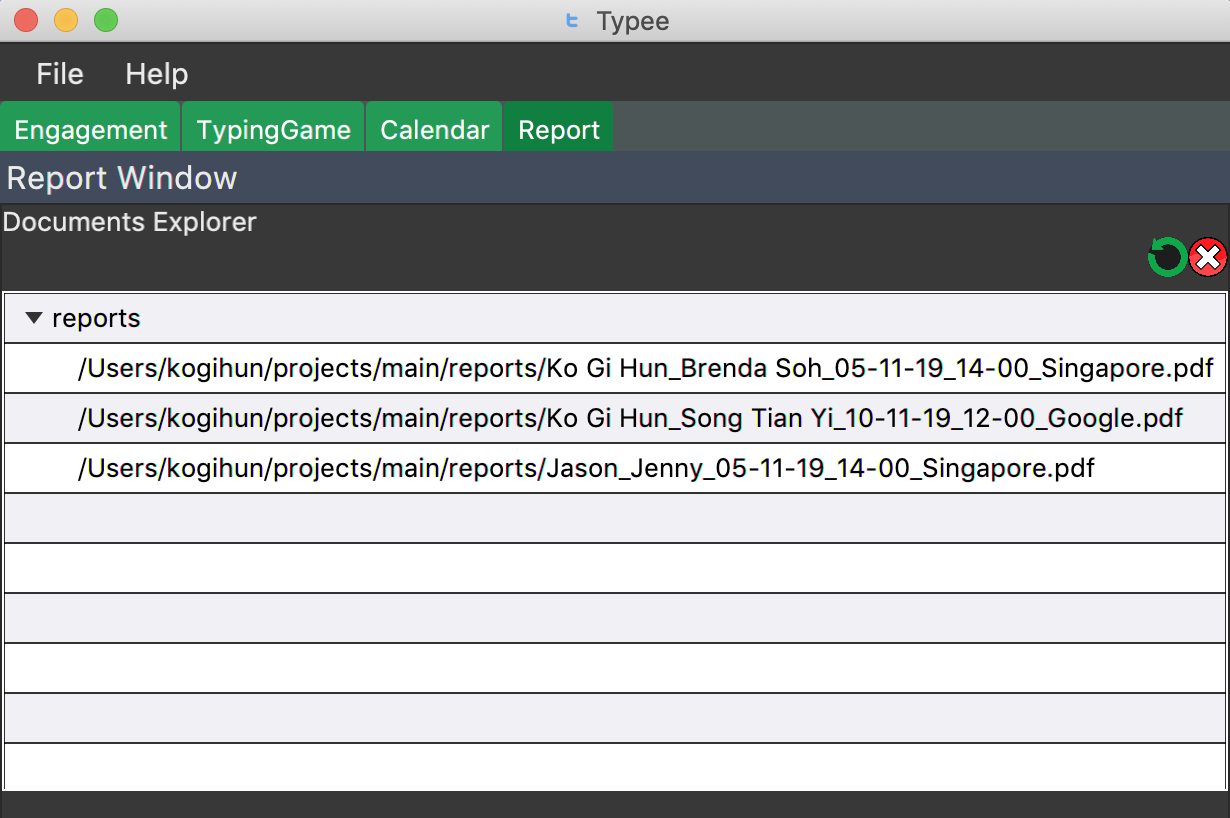 Typee
File Help
Engagement TypingGame Calendar Report
Report Window
Documents Explorer
reports
/Users/kogihun/projects/main/reports/Ko Gi Hun_Brenda Soh_05-11-19_14-00_Singapore.pdf
/Users/kogihun/projects/main/reports/Ko Gi Hun_Song Tian Yi_10-11-19_12-00_Google.pdf
/Users/kogihun/projects/main/reports/Jason_Jenny_05-11-19_14-00_Singapore.pdf